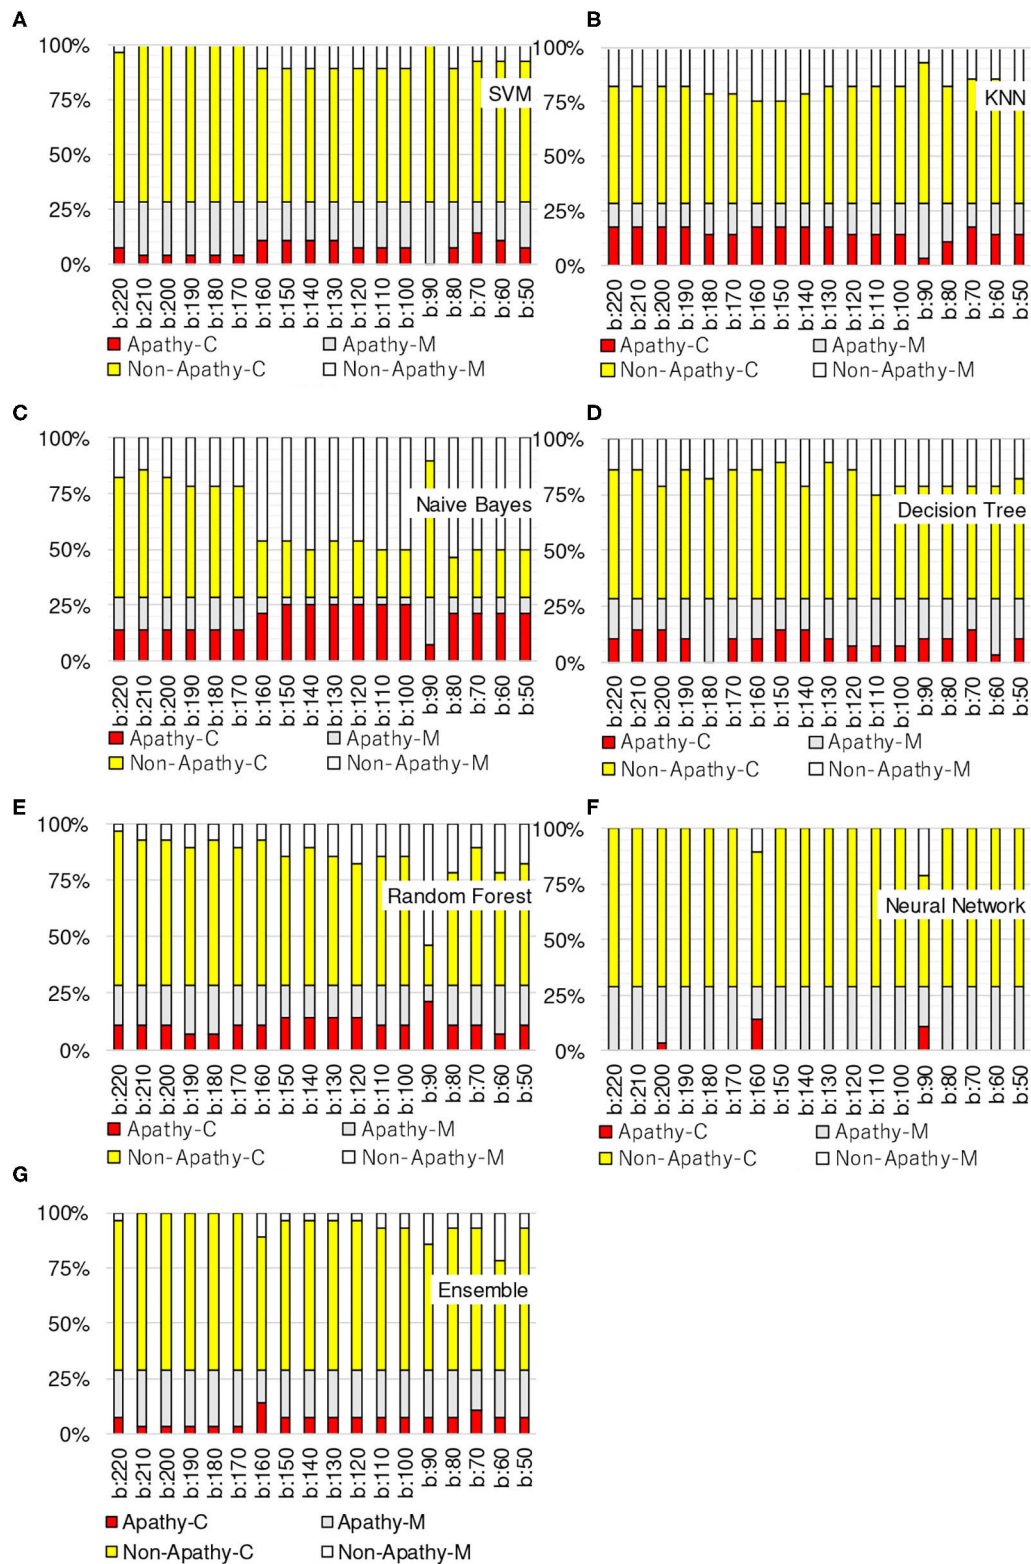 A
100%
75%
50%
25%
0%
SVM
b:220 b:210 b:200 b:190 b:180 b:170 b:160 b:150 b:140 b:130 b:120 b:110 b:100 b:90 b:80 b:70 b:60 b:50
Apathy-C Apathy-M
Non-Apathy-C Non-Apathy-M
B
100%
75%
50%
25%
0%
KNN
b:220 b:210 b:200 b:190 b:180 b:170 b:160 b:150 b:140 b:130 b:120 b:110 b:100 b:90 b:80 b:70 b:60 b:50
Apathy-C Apathy-M
Non-Apathy-C Non-Apathy-M
C
100%
75%
50%
25%
0%
Naive Bayes
b:220 b:210 b:200 b:190 b:180 b:170 b:160 b:150 b:140 b:130 b:120 b:110 b:100 b:90 b:80 b:70 b:60 b:50
Apathy-C Apathy-M
Non-Apathy-C Non-Apathy-M
D
100%
75%
50%
25%
0%
Decision Tree
b:220 b:210 b:200 b:190 b:180 b:170 b:160 b:150 b:140 b:130 b:120 b:110 b:100 b:90 b:80 b:70 b:60 b:50
Apathy-C Apathy-M
Non-Apathy-C Non-Apathy-M
E
100%
75%
50%
25%
0%
Random Forest
b:220 b:210 b:200 b:190 b:180 b:170 b:160 b:150 b:140 b:130 b:120 b:110 b:100 b:90 b:80 b:70 b:60 b:50
Apathy-C Apathy-M
Non-Apathy-C Non-Apathy-M
F
100%
75%
50%
25%
0%
Neural Network
b:220 b:210 b:200 b:190 b:180 b:170 b:160 b:150 b:140 b:130 b:120 b:110 b:100 b:90 b:80 b:70 b:60 b:50
Apathy-C Apathy-M
Non-Apathy-C Non-Apathy-M
G
100%
75%
50%
25%
0%
Ensemble
b:220 b:210 b:200 b:190 b:180 b:170 b:160 b:150 b:140 b:130 b:120 b:110 b:100 b:90 b:80 b:70 b:60 b:50
Apathy-C Apathy-M
Non-Apathy-C Non-Apathy-M